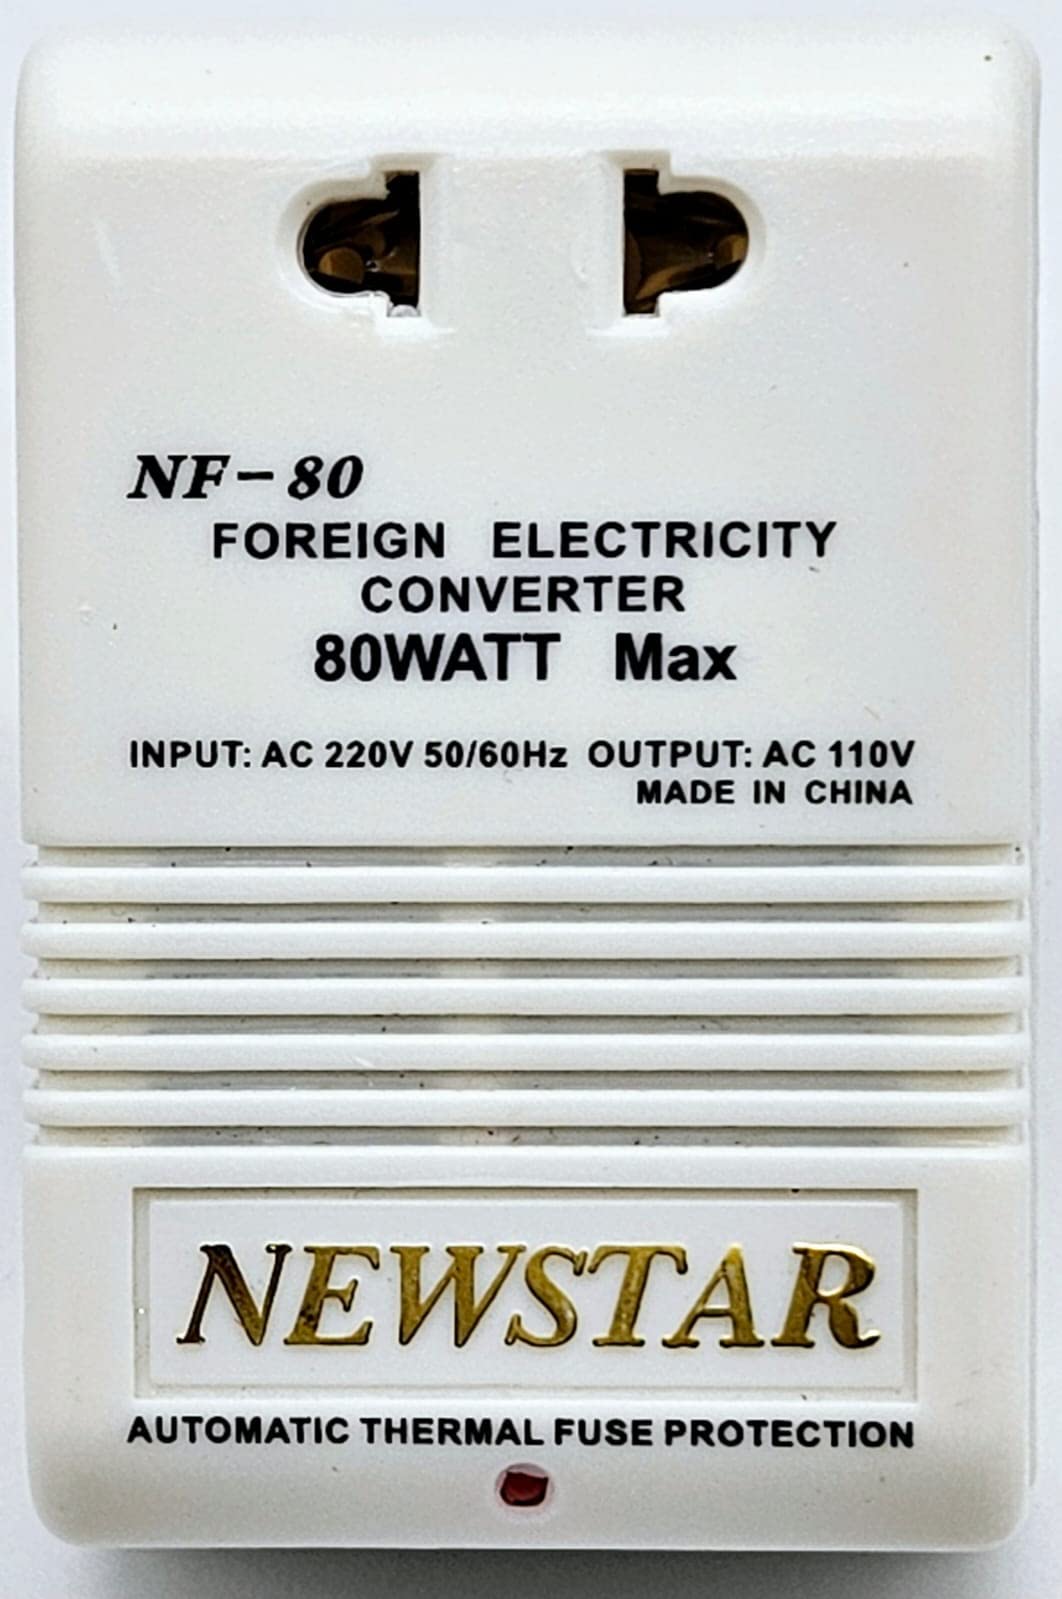 NF-80
FOREIGN ELECTRICITY
CONVERTER
80WATT Max
INPUT: AC 220V 50/60Hz OUTPUT: AC 110V
MADE IN CHINA
NEWSTAR
AUTOMATIC THERMAL FUSE PROTECTION